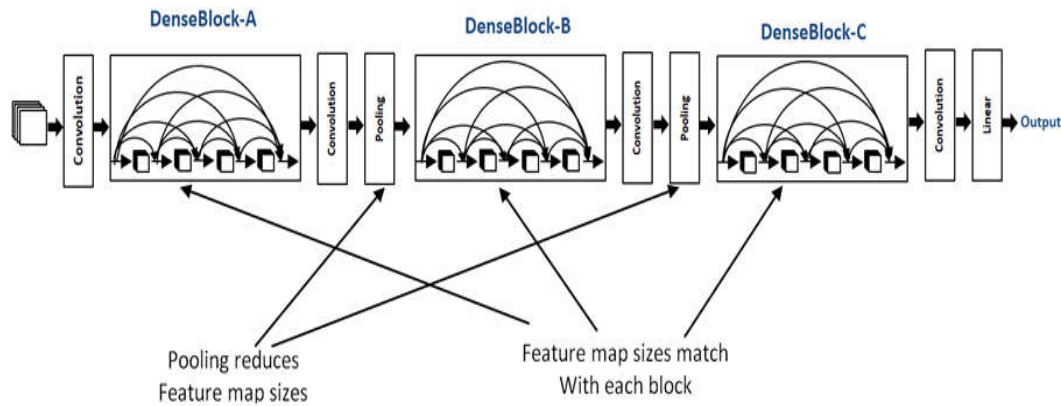 DenseBlock-A
DenseBlock-B
DenseBlock-C
Convolution
Convolution
Pooling
Convolution
Pooling
Convolution
Linear
Output
Pooling reduces
Feature map sizes
Feature map sizes match
With each block